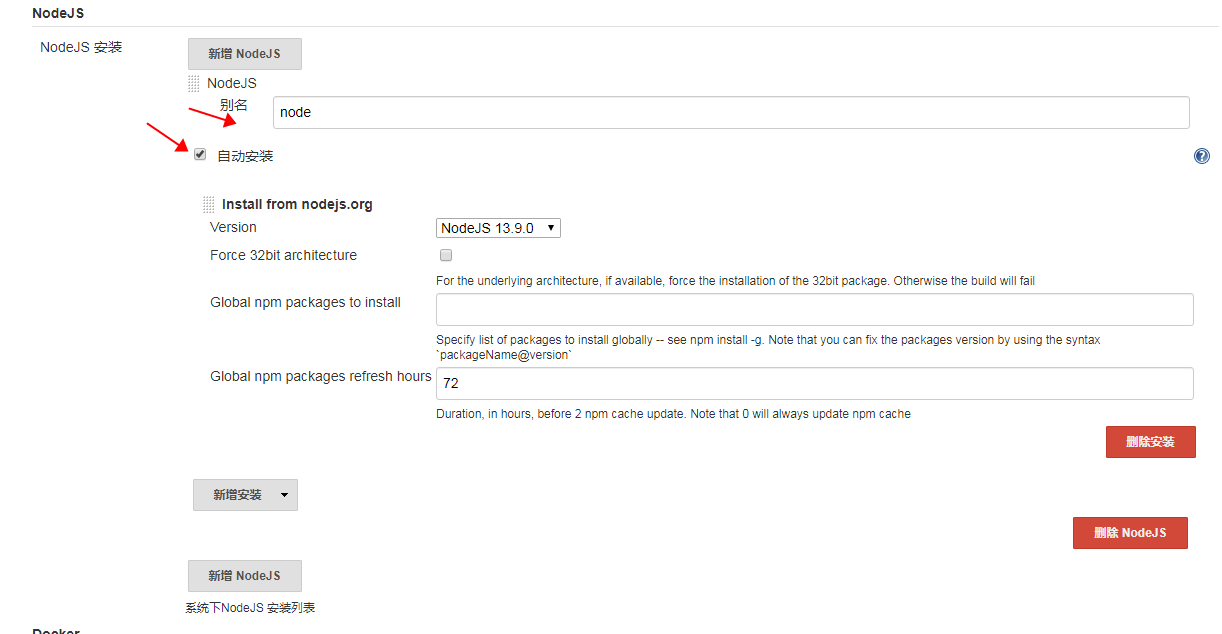 NodeJS
NodeJS 安装
新增 NodeJS
NodeJS
别名
node
自动安装
Install from nodejs.org
Version
NodeJS 13.9.0
Force 32bit architecture
For the underlying architecture, if available, force the installation of the 32bit package. Otherwise the build will fail
Global npm packages to install
Specify list of packages to install globally -- see npm install -g. Note that you can fix the packages version by using the syntax
`packageName@version`
Global npm packages refresh hours
72
Duration, in hours, before 2 npm cache update. Note that 0 will always update npm cache
删除安装
新增安装
删除 NodeJS
新增 NodeJS
系统下NodeJS 安装列表
Docker